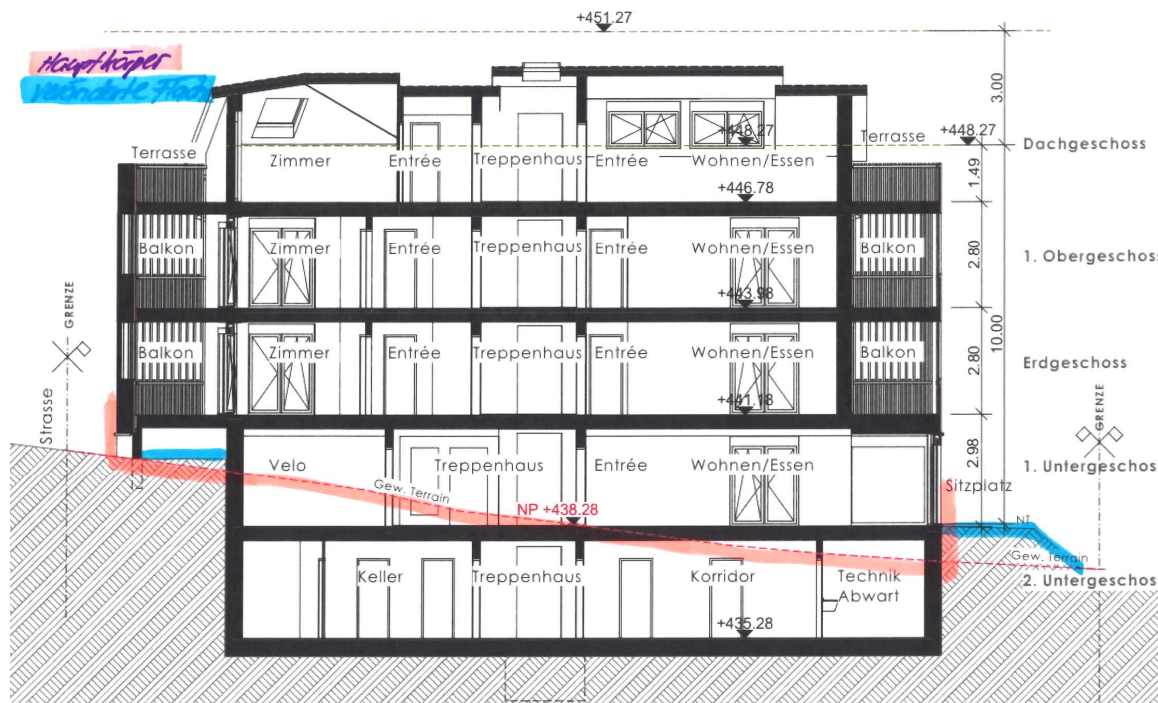 +451.27
Hauptkörper
veränderte Fläche
3.00
Terrasse
+448.27
Terrasse
+448.27
Dachgeschoss
Zimmer
Entrée
Treppenhaus
Entrée
Wohnen/Essen
1.49
+446.78
Balkon
Zimmer
Entrée
Treppenhaus
Entrée
Wohnen/Essen
Balkon
2.80
1. Obergeschoss
+443.98
GRENZE
10.00
Balkon
Zimmer
Entrée
Treppenhaus
Entrée
Wohnen/Essen
Balkon
2.80
Erdgeschoss
Strasse
+441.18
GRENZE
Velo
Treppenhaus
Entrée
Wohnen/Essen
2.98
1. Untergeschoss
Gew. Terrain
Sitzplatz
NP +438.28
NT
Gew. Terrain
Keller
Treppenhaus
Korridor
Technik
Abwart
2. Untergeschoss
+435.28